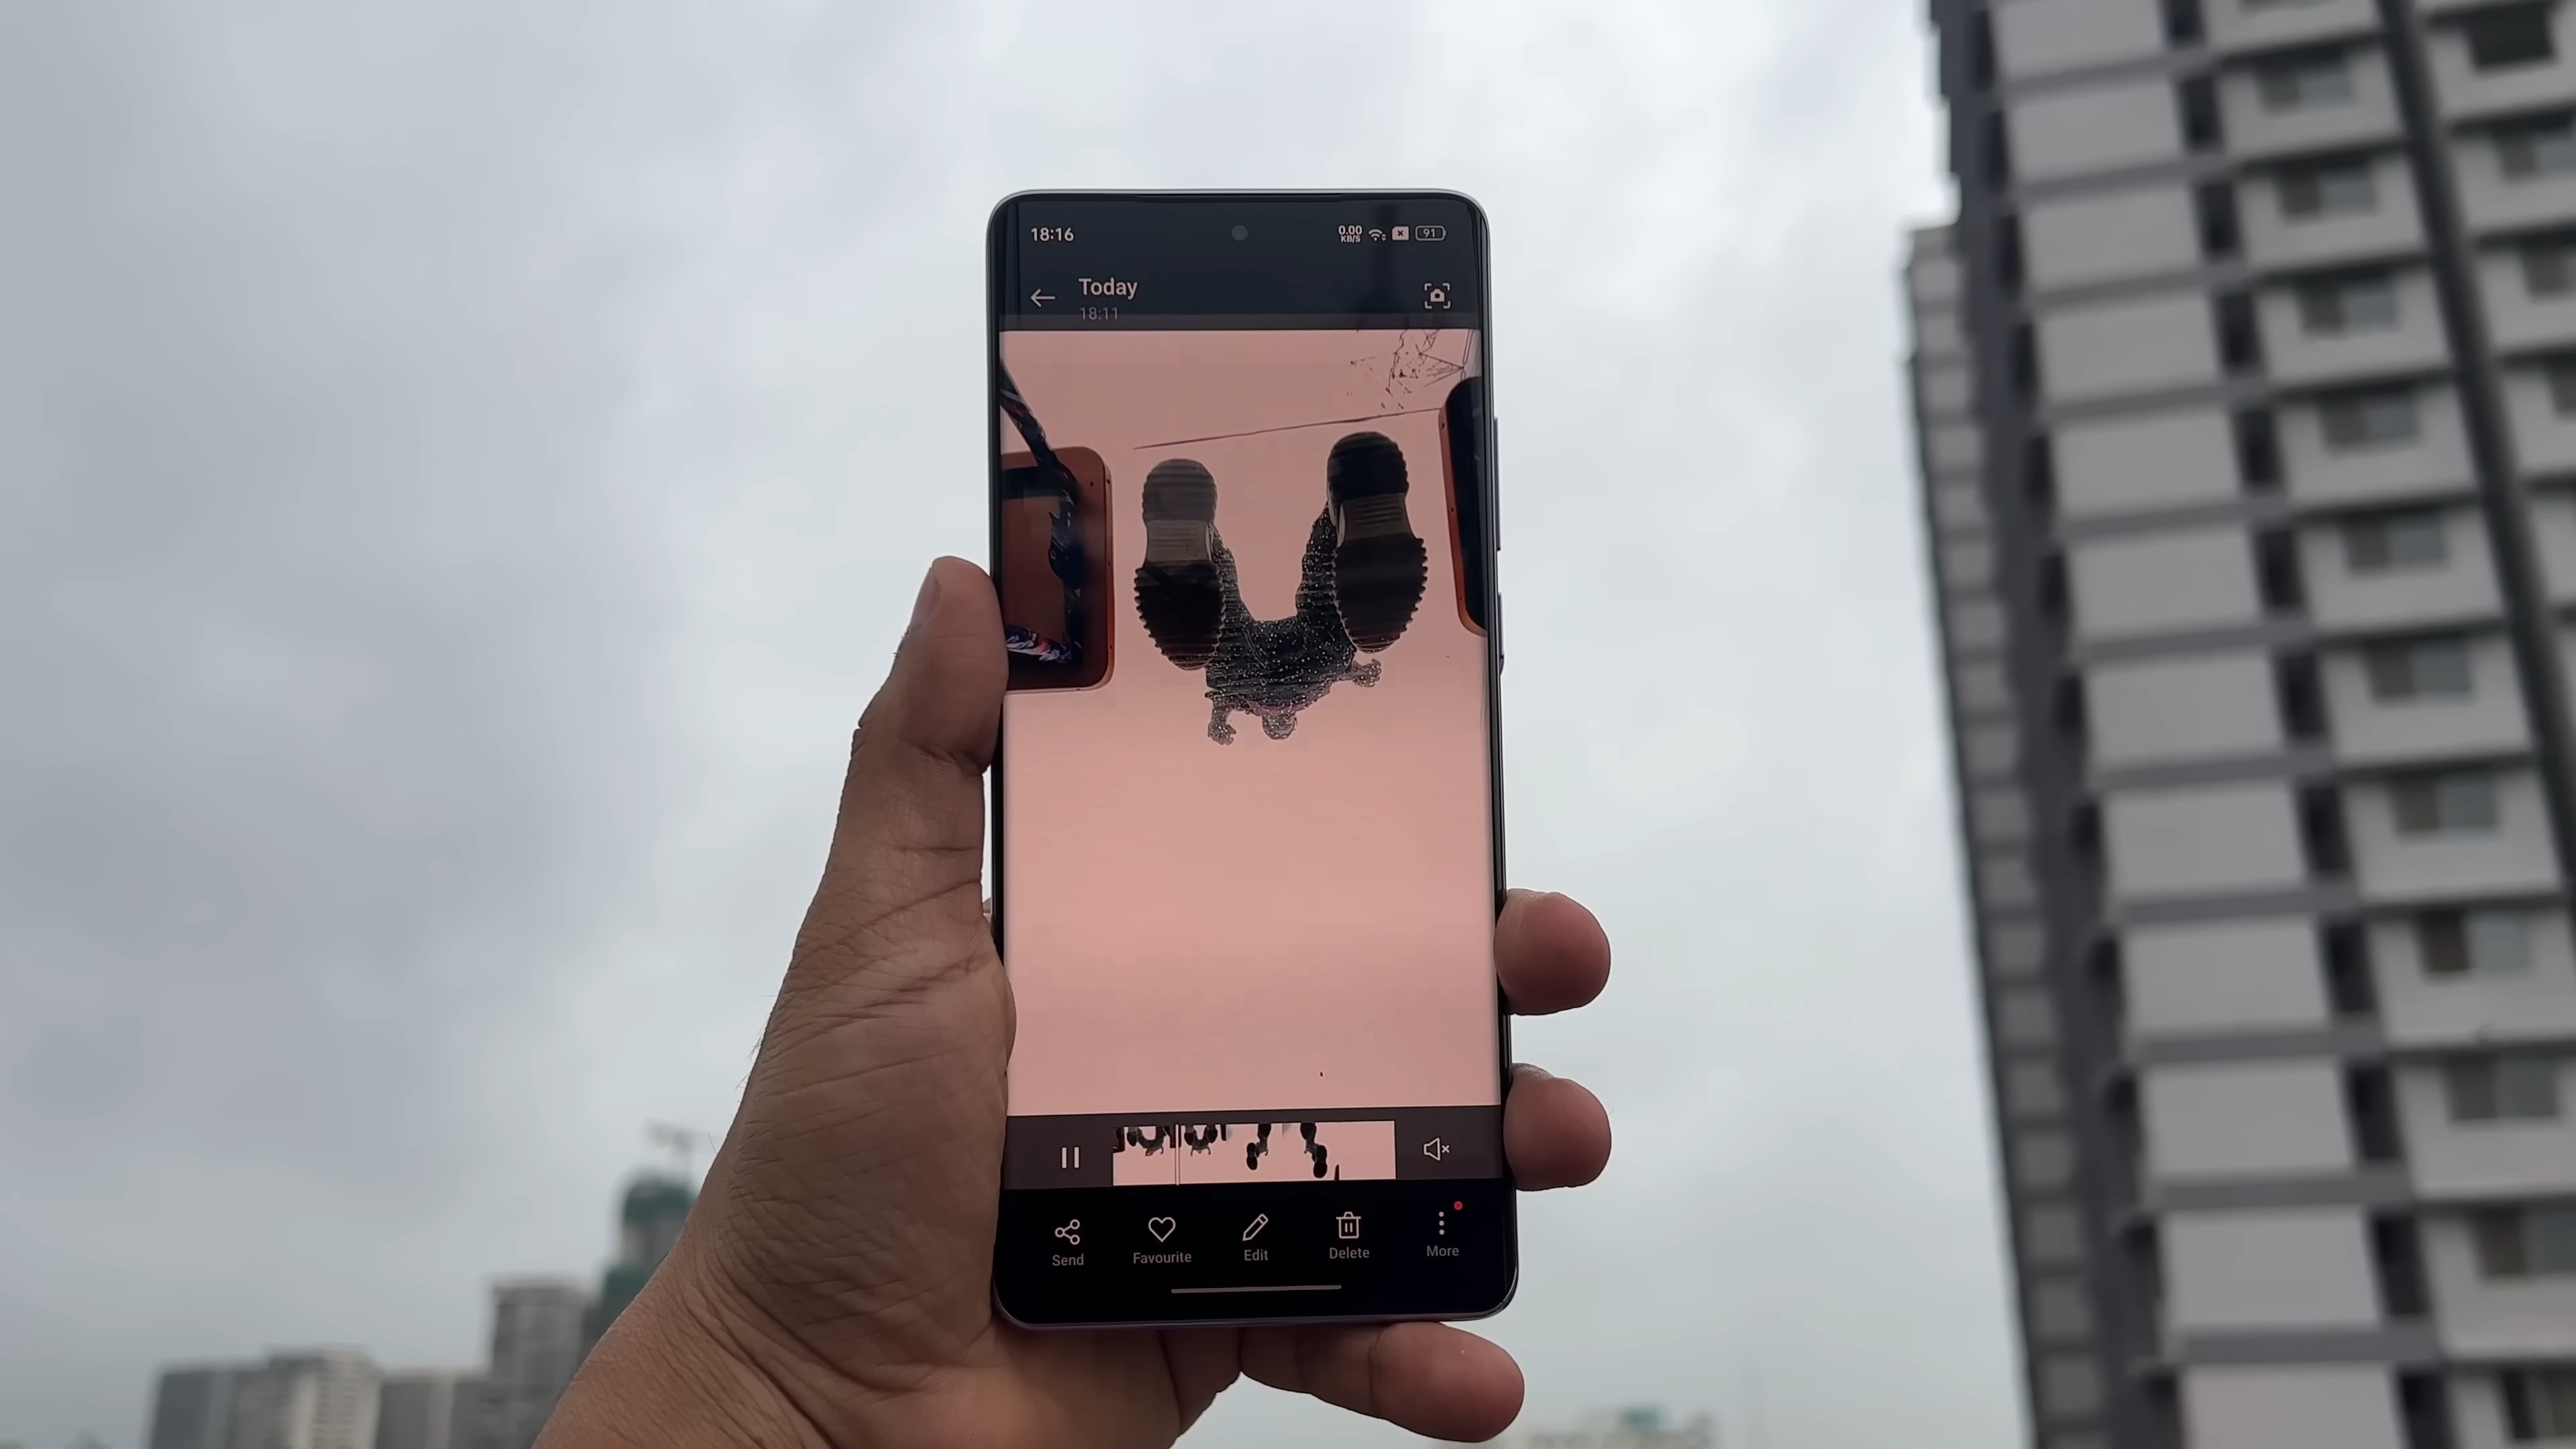 18:16
0.00
KB/S
91
Today
18:11
Send
Favourite
Edit
Delete
More